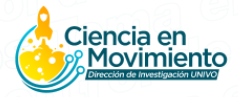 Ciencia en
Movimiento
Dirección de Investigación UNIVO